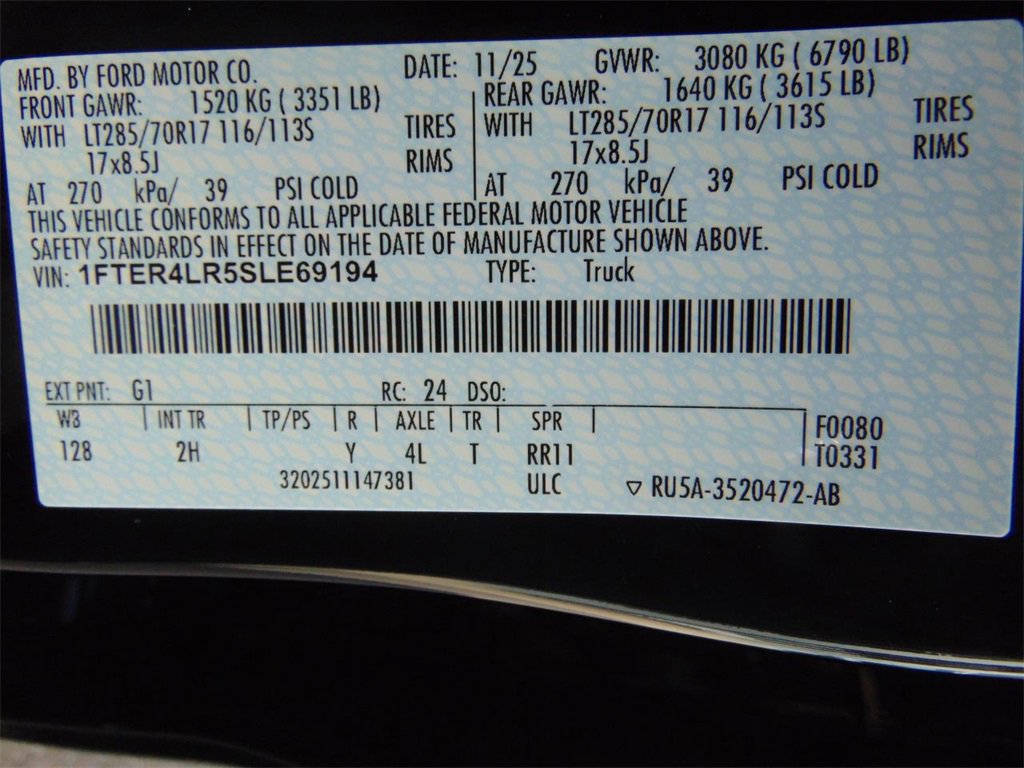 MFD. BY FORD MOTOR CO. DATE: 11/25 GVWR: 3080 KG ( 6790 LB)
FRONT GAWR: 1520 KG ( 3351 LB) REAR GAWR: 1640 KG ( 3615 LB)
WITH LT285/70R17 116/113S TIRES WITH LT285/70R17 116/113S TIRES
17x8.5J RIMS 17x8.5J RIMS
AT 270 kPa/ 39 PSI COLD AT 270 kPa/ 39 PSI COLD
THIS VEHICLE CONFORMS TO ALL APPLICABLE FEDERAL MOTOR VEHICLE
SAFETY STANDARDS IN EFFECT ON THE DATE OF MANUFACTURE SHOWN ABOVE.
VIN: 1FTER4LR5SLE69194 TYPE: Truck
EXT PNT: G1 RC: 24 DSO:
WB INT TR TP/PS R AXLE TR SPR F0080
128 2H Y 4L T RR11 T0331
3202511147381 ULC ▽ RU5A-3520472-AB